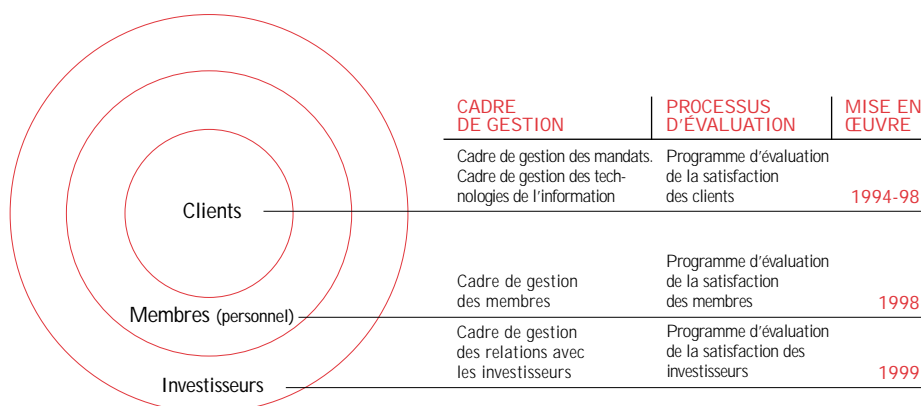 CADRE
DE GESTION
PROCESSUS
D'ÉVALUATION
MISE EN
ŒUVRE
Clients
Cadre de gestion des mandats.
Cadre de gestion des tech-
nologies de l'information
Programme d'évaluation
de la satisfaction
des clients
1994-98
Membres (personnel)
Cadre de gestion
des membres
Programme d'évaluation
de la satisfaction
des membres
1998
Investisseurs
Cadre de gestion
des relations avec
les investisseurs
Programme d'évaluation
de la satisfaction des
investisseurs
1999